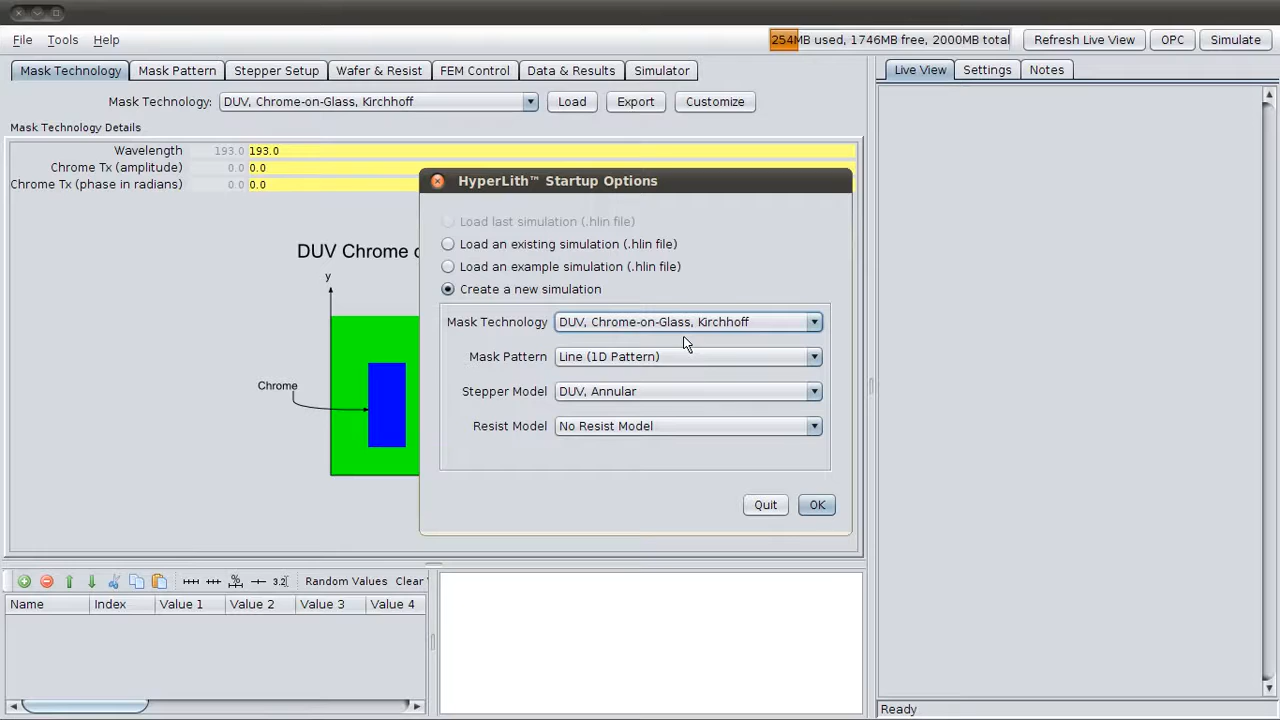 File Tools Help
254MB used, 1746MB free, 2000MB total
Refresh Live View OPC Simulate
Mask Technology Mask Pattern Stepper Setup Wafer & Resist FEM Control Data & Results Simulator
Live View Settings Notes
Mask Technology: DUV, Chrome-on-Glass, Kirchhoff Load Export Customize
Mask Technology Details
Wavelength 193.0 193.0
Chrome Tx (amplitude) 0.0 0.0
Chrome Tx (phase in radians) 0.0 0.0
DUV Chrome
y
Chrome
HyperLith™ Startup Options
Load last simulation (.hlin file)
Load an existing simulation (.hlin file)
Load an example simulation (.hlin file)
Create a new simulation
Mask Technology DUV, Chrome-on-Glass, Kirchhoff
Mask Pattern Line (1D Pattern)
Stepper Model DUV, Annular
Resist Model No Resist Model
Quit OK
% 3.2 Random Values Clear
Name Index Value 1 Value 2 Value 3 Value 4
Ready